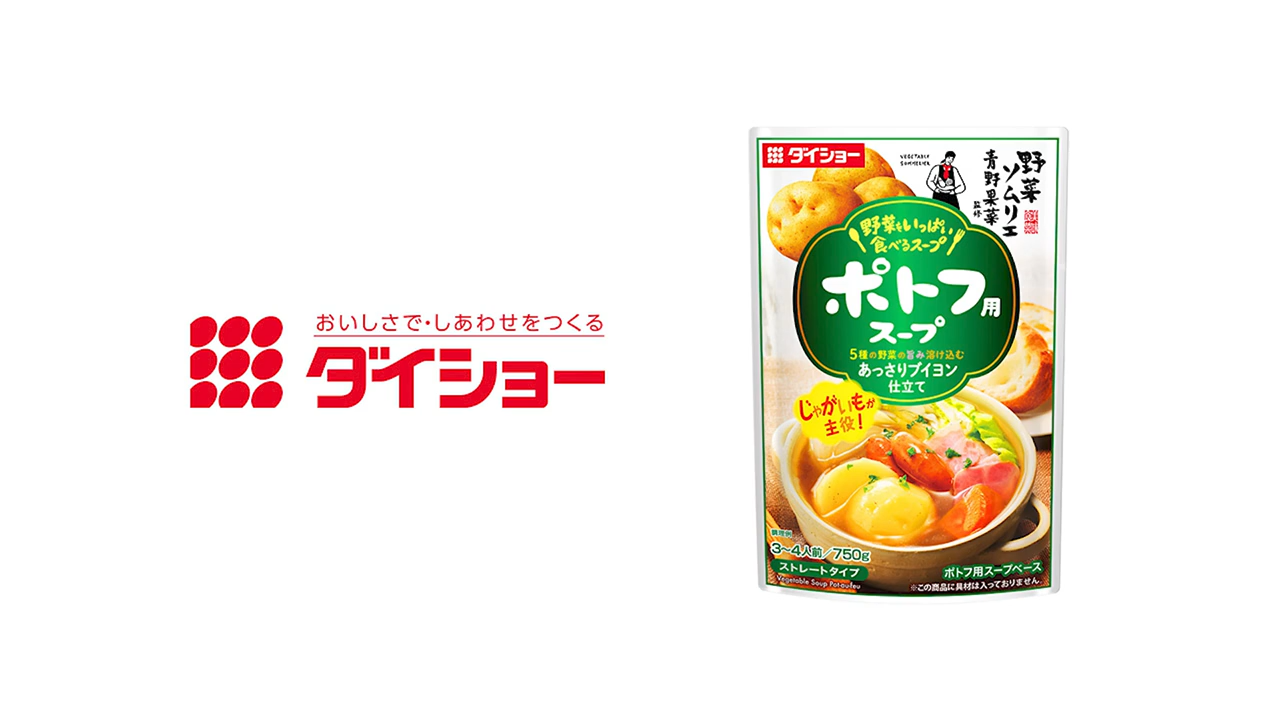 おいしさで・しあわせをつくる
ダイショー
ダイショー
VEGETABLE
SOMMELIER
野菜
ソムリエ
青野果菜
監修
野菜をいっぱい
食べるスープ
ポトフ用
スープ
5種の野菜の旨み溶け込む
あっさりブイヨン
仕立て
じゃがいもが
主役!
調理例
3〜4人前/750g
ストレートタイプ
Vegetable Soup Pot-au-feu
ポトフ用スープベース
※この商品に具材は入っておりません。